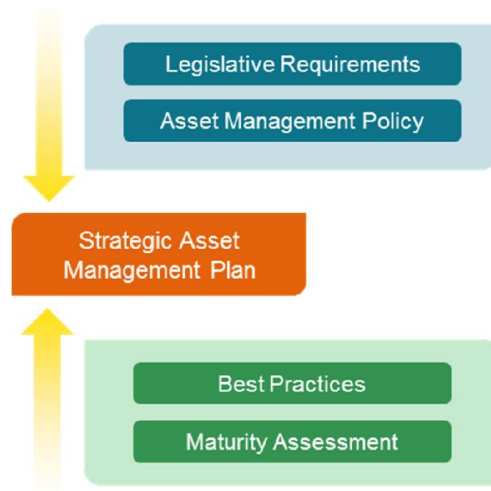 Legislative Requirements
Asset Management Policy
Strategic Asset
Management Plan
Best Practices
Maturity Assessment